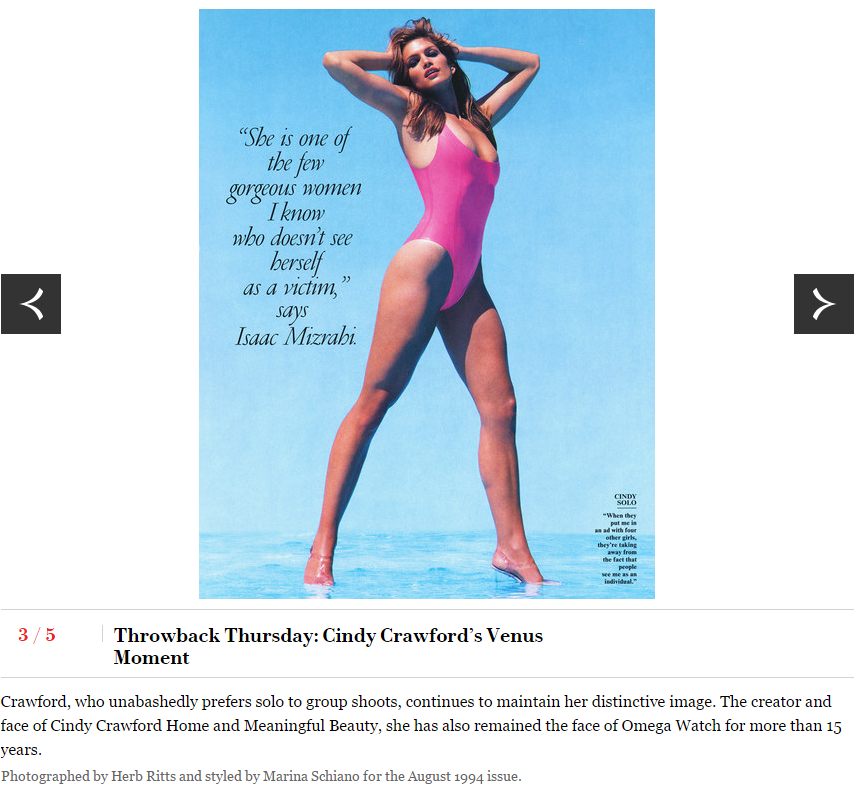 “She is one of
the few
gorgeous women
I know
who doesn’t see
herself
as a victim,”
says
Isaac Mizrahi.
CINDY
SOLO
“When they
put me in
an ad with four
other girls,
they’re taking
away from
the fact that
people
see me as an
individual.”
3 / 5
Throwback Thursday: Cindy Crawford’s Venus
Moment
Crawford, who unabashedly prefers solo to group shoots, continues to maintain her distinctive image. The creator and
face of Cindy Crawford Home and Meaningful Beauty, she has also remained the face of Omega Watch for more than 15
years.
Photographed by Herb Ritts and styled by Marina Schiano for the August 1994 issue.